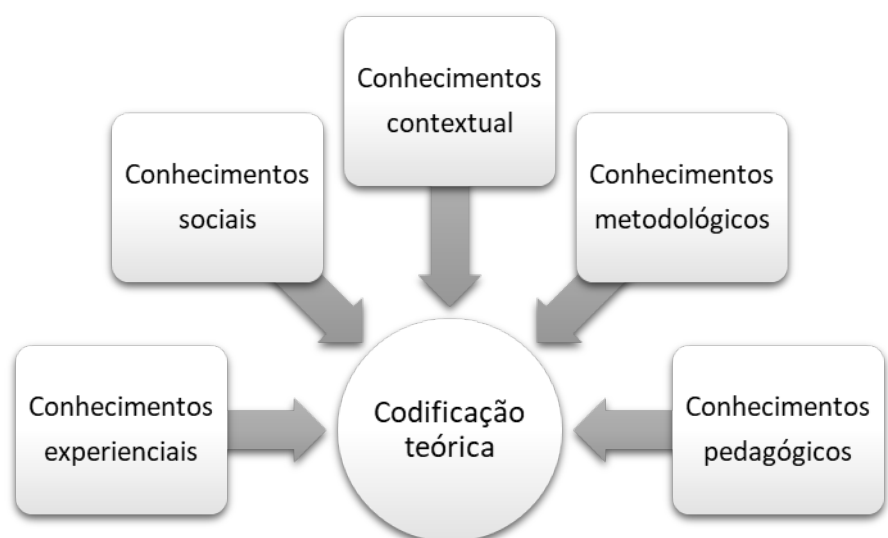 Conhecimentos
contextual
Conhecimentos
sociais
Conhecimentos
metodológicos
Conhecimentos
experienciais
Codificação
teórica
Conhecimentos
pedagógicos